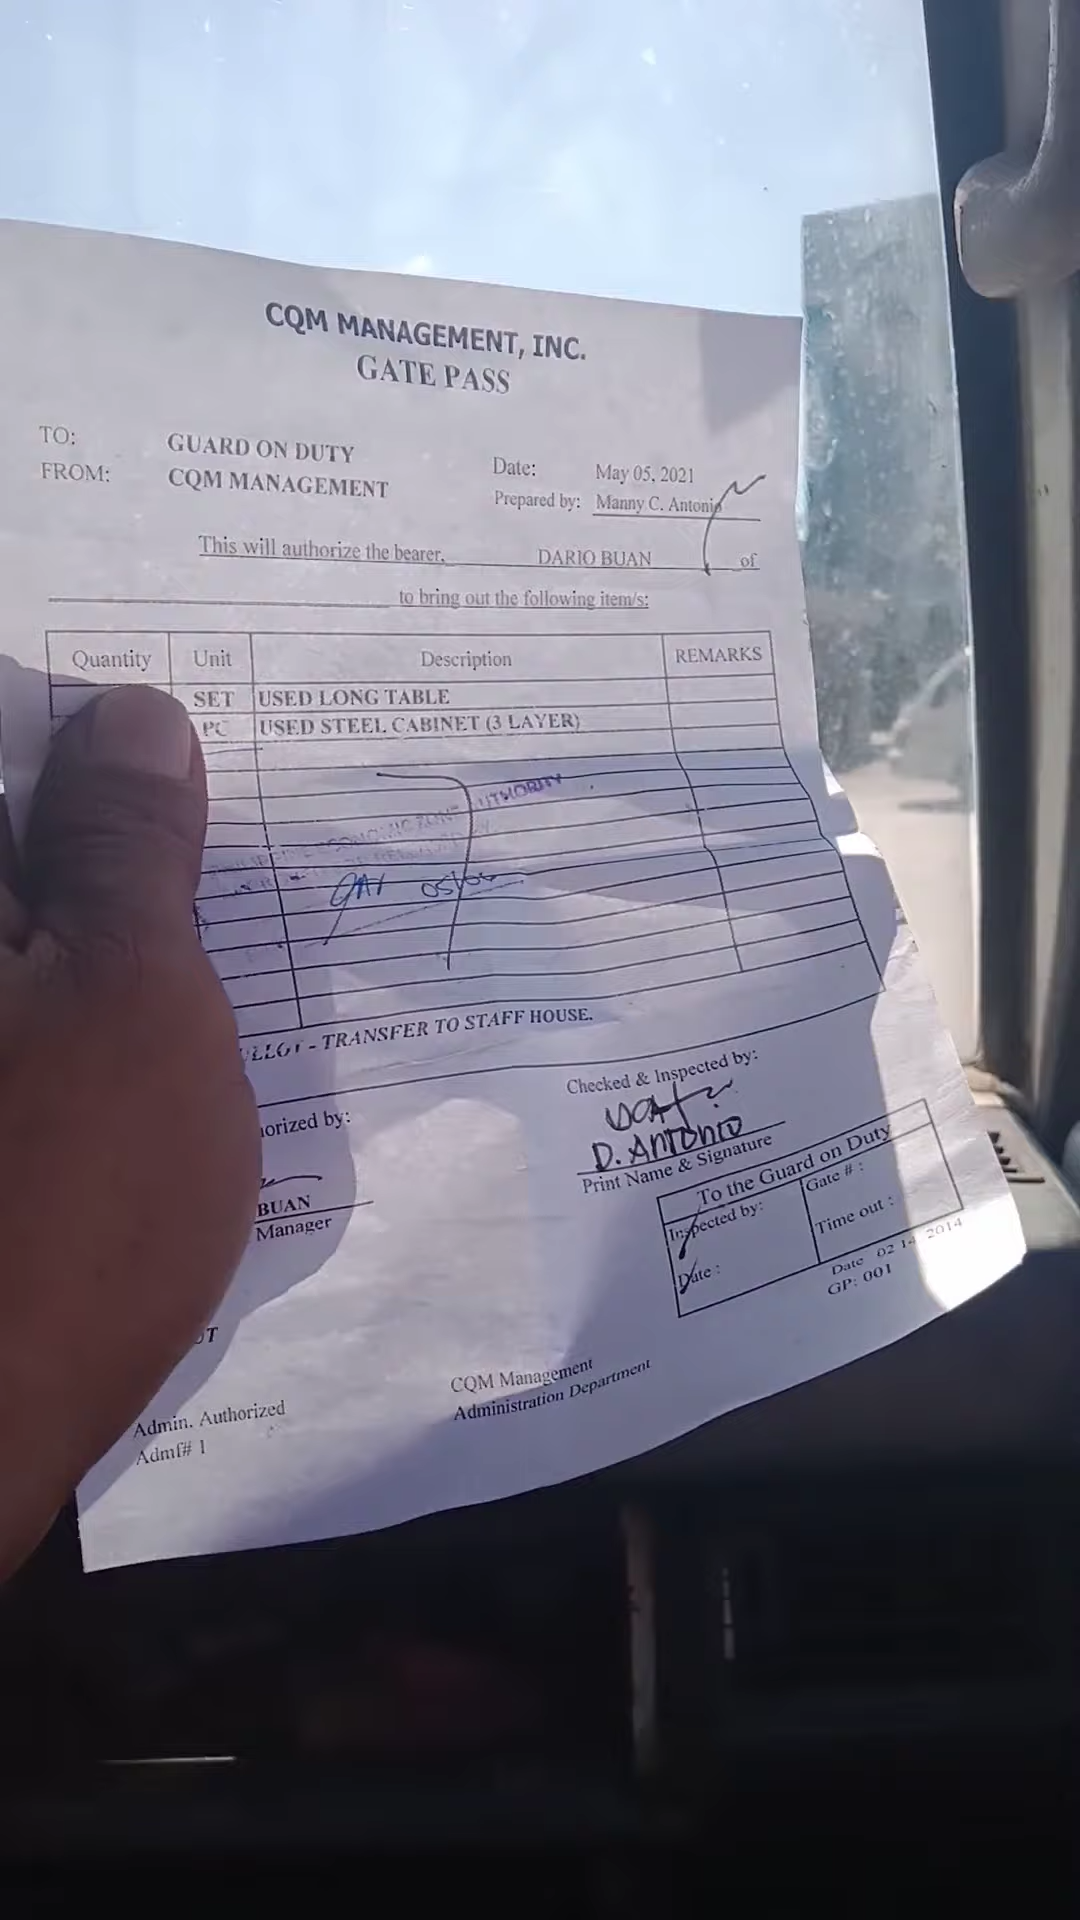 CQM MANAGEMENT, INC.
GATE PASS
TO: GUARD ON DUTY
Date: May 05, 2021
FROM: CQM MANAGEMENT
Prepared by: Manny C. Antonio
This will authorize the bearer, DARIO BUAN of
to bring out the following item/s:
Quantity Unit Description REMARKS
SET USED LONG TABLE
PC USED STEEL CABINET (3 LAYER)
ECONOMIC ZONE AUTHORITY
- TRANSFER TO STAFF HOUSE.
orized by:
Checked & Inspected by:
D. ANTONIO
Print Name & Signature
BUAN
Manager
To the Guard on Duty
Inspected by: Gate # :
Date : Time out :
Date 02 14 2014
GP: 001
CQM Management
Administration Department
Admin. Authorized
Admf# 1